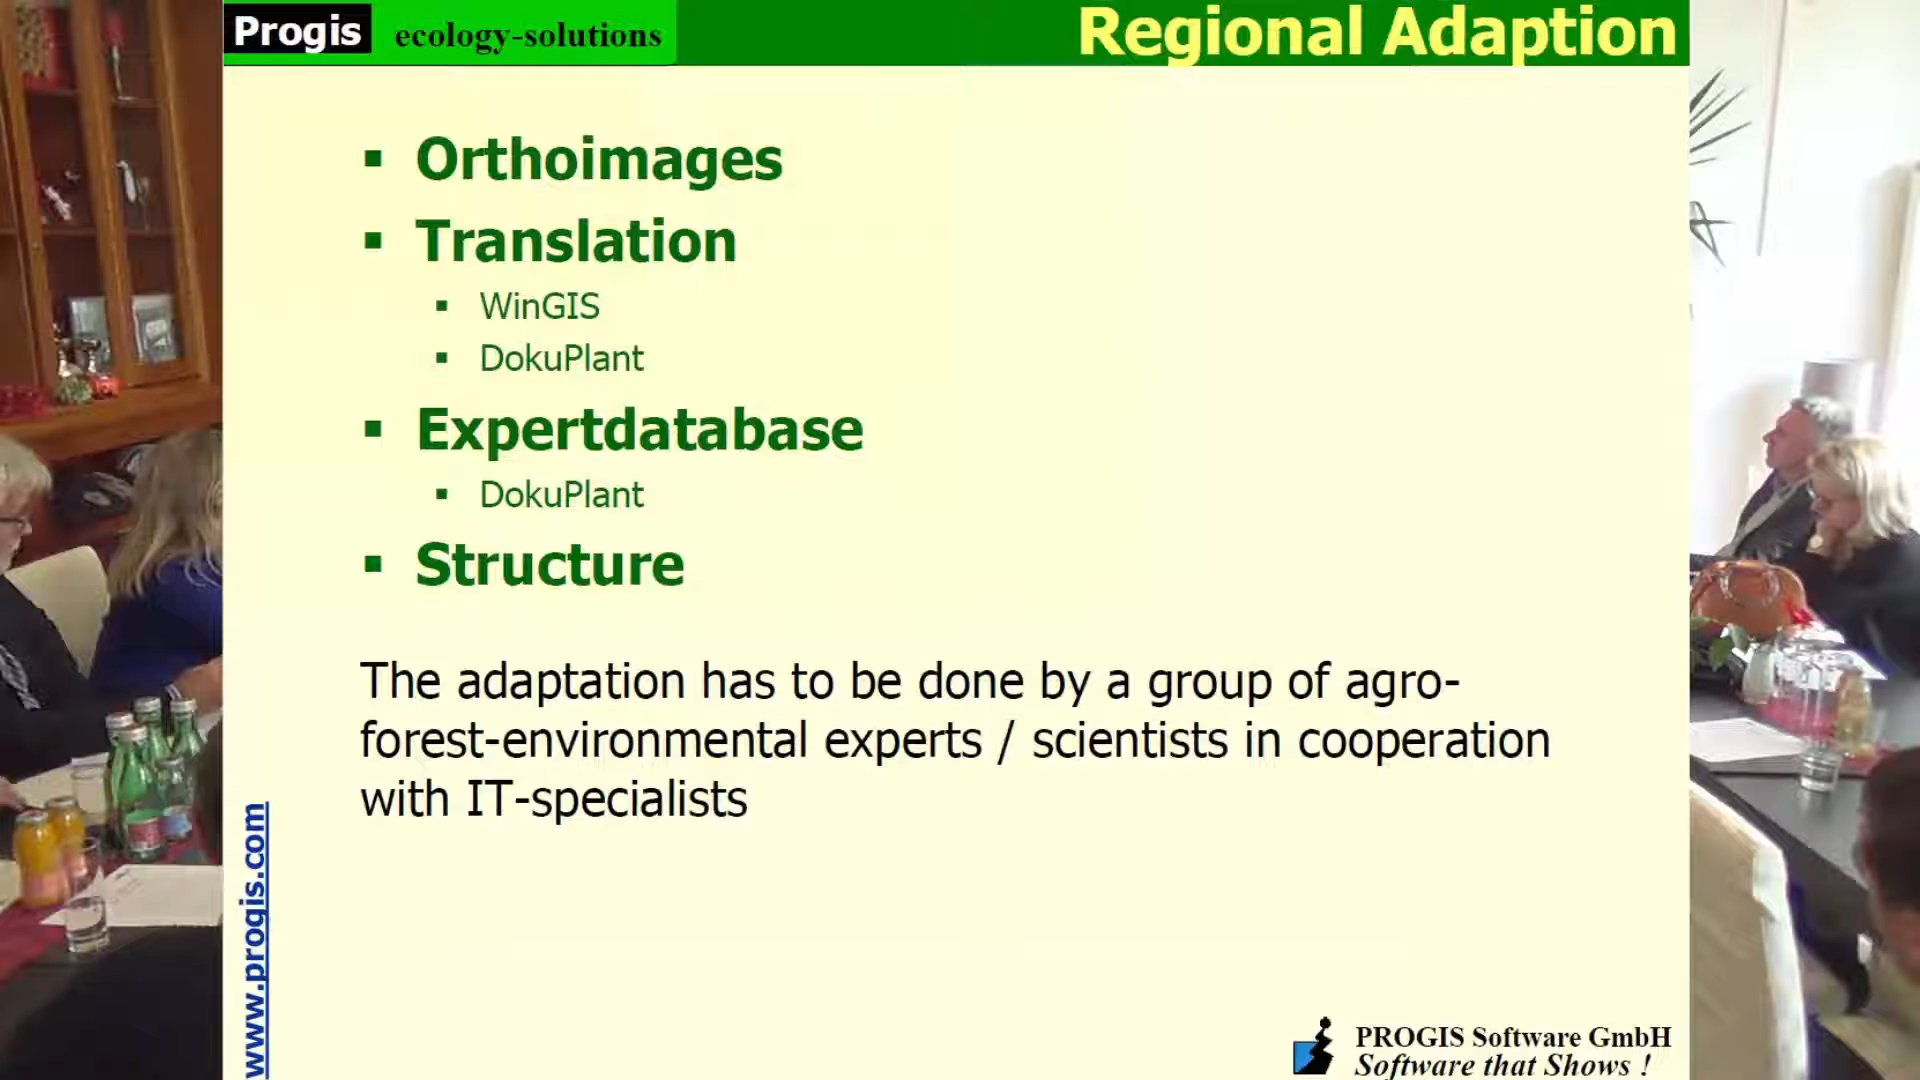 Progis
ecology-solutions
Regional Adaption
▪ Orthoimages
▪ Translation
▪ WinGIS
▪ DokuPlant
▪ Expertdatabase
▪ DokuPlant
▪ Structure
The adaptation has to be done by a group of agro-
forest-environmental experts / scientists in cooperation
with IT-specialists
www.progis.com
PROGIS Software GmbH
Software that Shows !